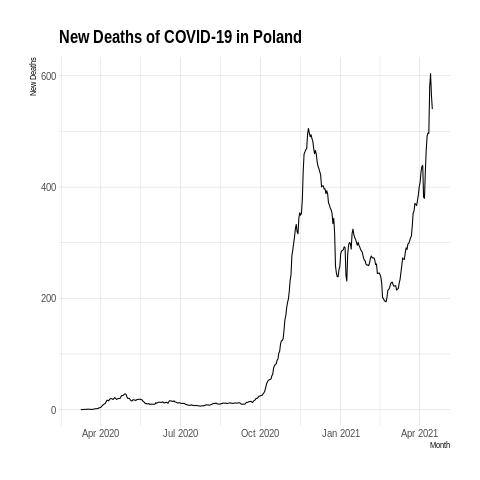 New Deaths of COVID-19 in Poland
New Deaths
600
400
200
0
Apr 2020 Jul 2020 Oct 2020 Jan 2021 Apr 2021
Month